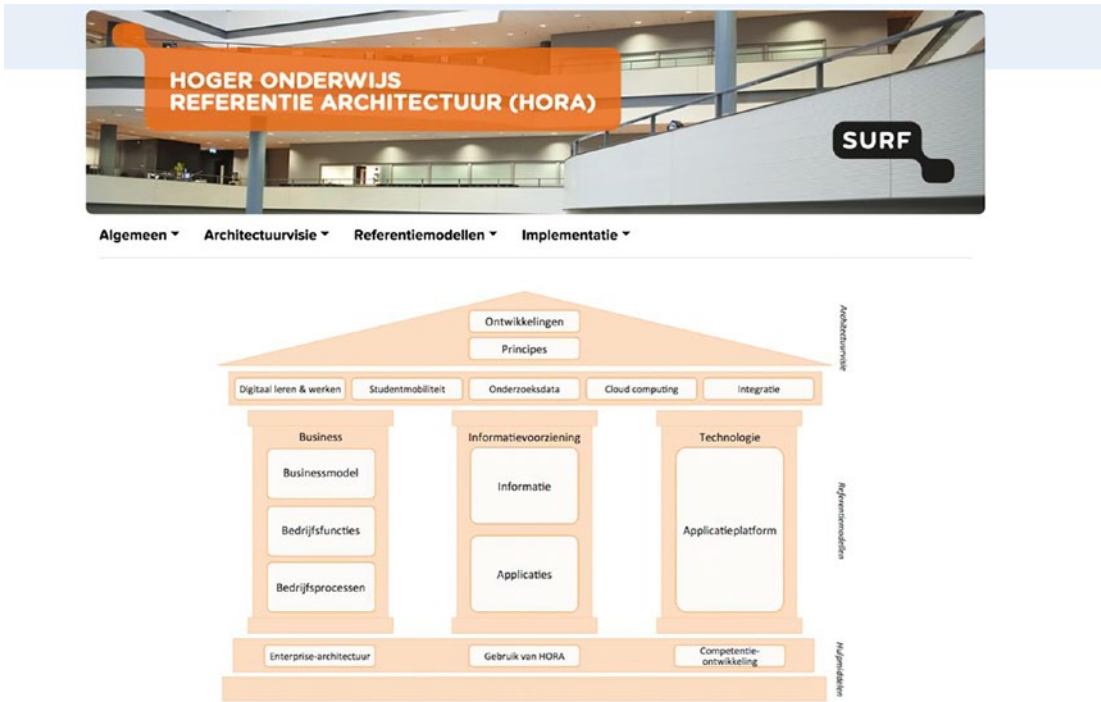 HOGER ONDERWIJS
REFERENTIE ARCHITECTUUR (HORA)
SURF
Algemeen
Architectuurvisie
Referentiemodellen
Implementatie
Ontwikkelingen
Principes
Architectuurvisie
Digitaal leren & werken
Studentmobiliteit
Onderzoeksdata
Cloud computing
Integratie
Business
Businessmodel
Bedrijfsfuncties
Bedrijfsprocessen
Informatievoorziening
Informatie
Applicaties
Technologie
Applicatieplatform
Referentiemodellen
Enterprise-architectuur
Gebruik van HORA
Competentie-
ontwikkeling
Hulpmiddelen